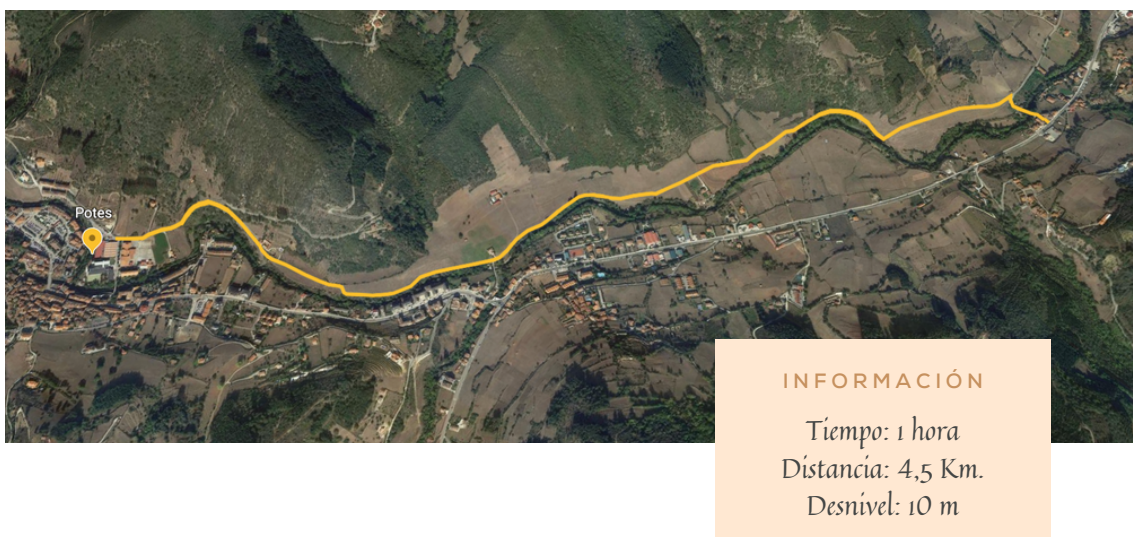 Potes
INFORMACIÓN
Tiempo: 1 hora
Distancia: 4,5 Km.
Desnivel: 10 m